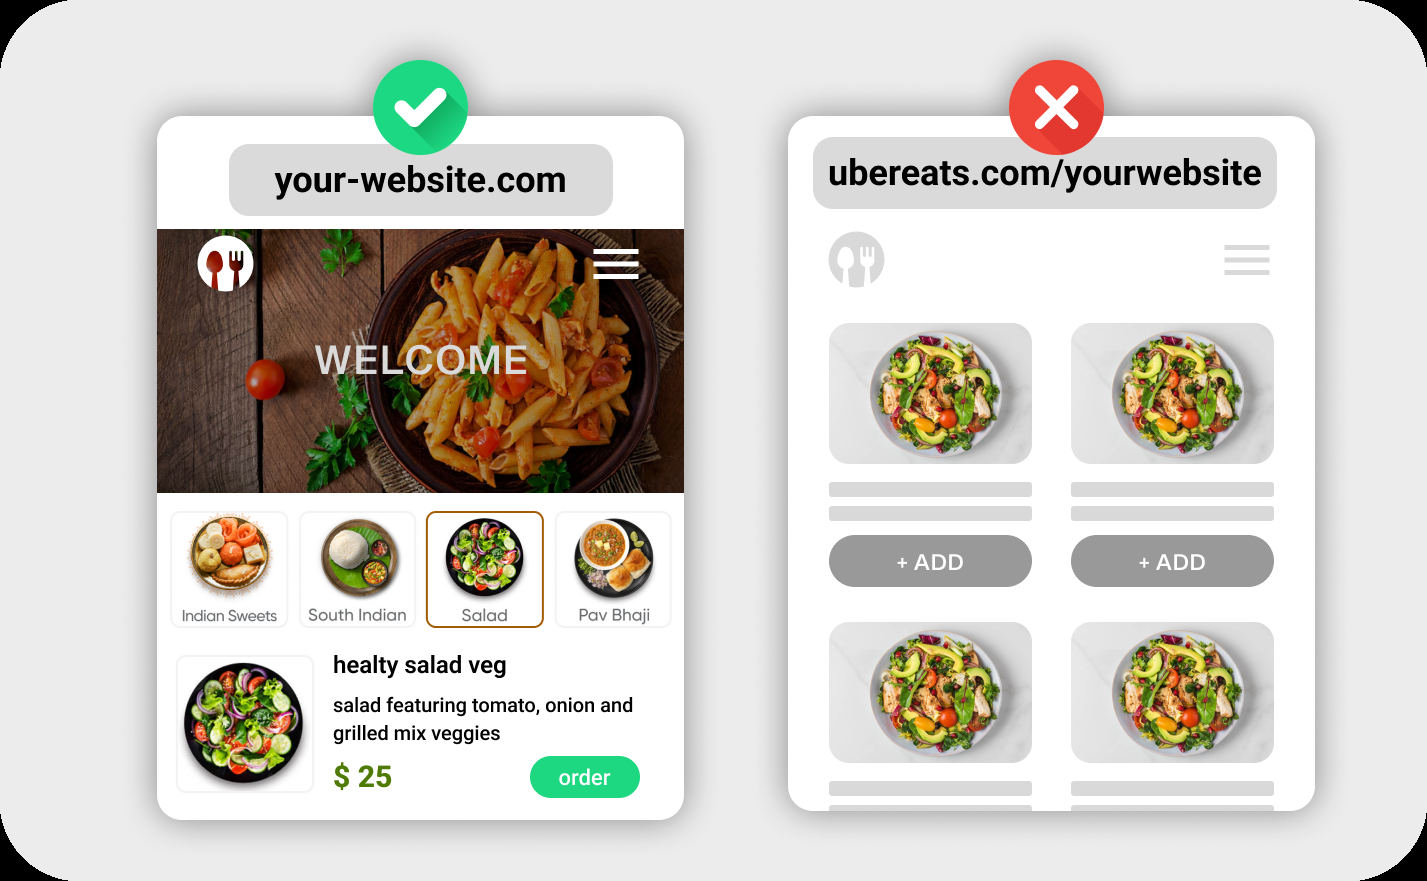 your-website.com
WELCOME
Indian Sweets
South Indian
Salad
Pav Bhaji
healty salad veg
salad featuring tomato, onion and
grilled mix veggies
$ 25
order
ubereats.com/yourwebsite
+ ADD
+ ADD